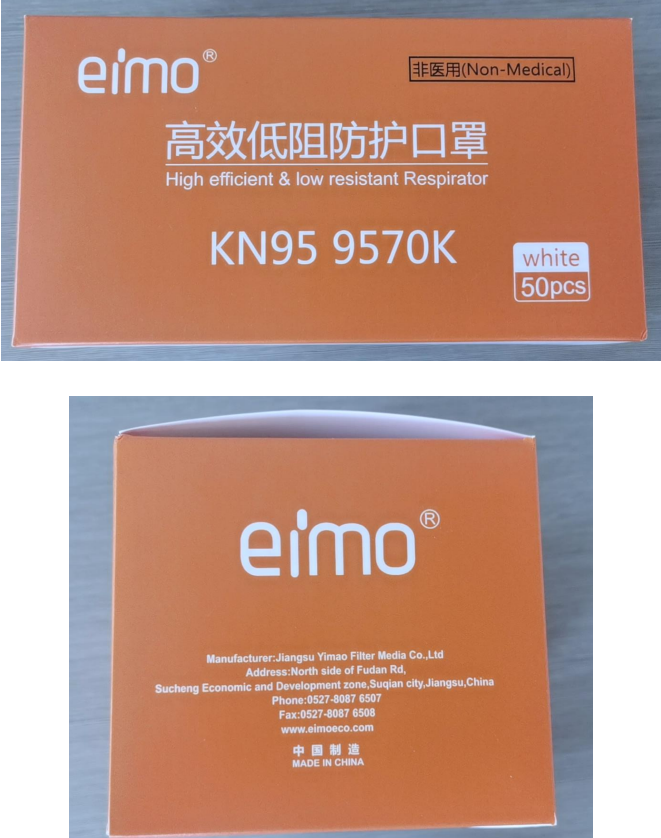 eimo®
非医用(Non-Medical)
高效低阻防护口罩
High efficient & low resistant Respirator
KN95 9570K
white
50pcs
eimo®
Manufacturer:Jiangsu Yimao Filter Media Co.,Ltd
Address:North side of Fudan Rd,
Sucheng Economic and Development zone,Suqian city,Jiangsu,China
Phone:0527-8087 6507
Fax:0527-8087 6508
www.eimoeco.com
中国制造
MADE IN CHINA